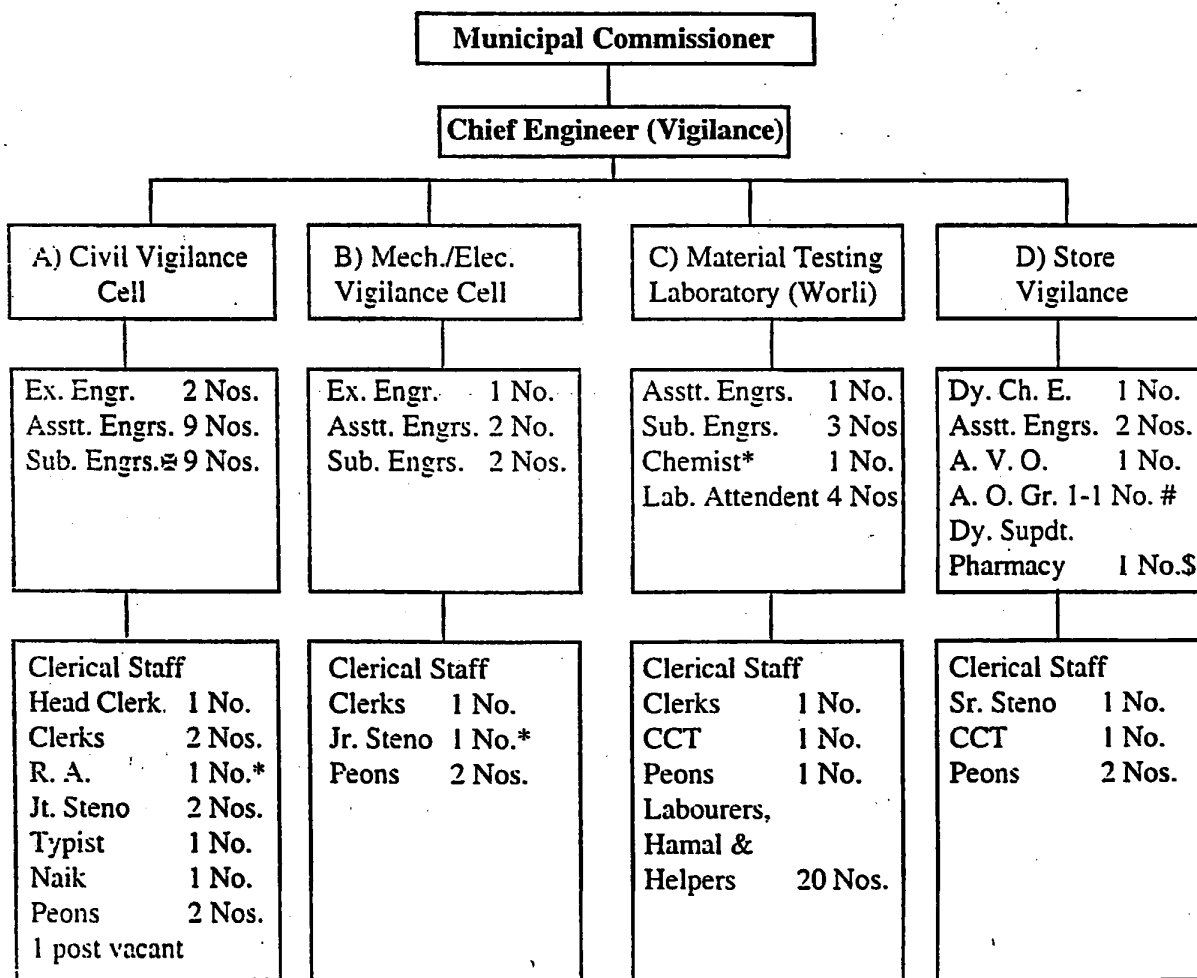 Municipal Commissioner
Chief Engineer (Vigilance)
A) Civil Vigilance
Cell
B) Mech./Elec.
Vigilance Cell
C) Material Testing
Laboratory (Worli)
D) Store
Vigilance
Ex. Engr. 2 Nos.
Asstt. Engrs. 9 Nos.
Sub. Engrs. 9 Nos.
Ex. Engr. 1 No.
Asstt. Engrs. 2 No.
Sub. Engrs. 2 Nos.
Asstt. Engrs. 1 No.
Sub. Engrs. 3 Nos
Chemist* 1 No.
Lab. Attendent 4 Nos
Dy. Ch. E. 1 No.
Asstt. Engrs. 2 Nos.
A. V. O. 1 No.
A. O. Gr. 1-1 No. #
Dy. Supdt.
Pharmacy 1 No.$
Clerical Staff
Head Clerk. 1 No.
Clerks 2 Nos.
R. A. 1 No.*
Jt. Steno 2 Nos.
Typist 1 No.
Naik 1 No.
Peons 2 Nos.
1 post vacant
Clerical Staff
Clerks 1 No.
Jr. Steno 1 No.*
Peons 2 Nos.
Clerical Staff
Clerks 1 No.
CCT 1 No.
Peons 1 No.
Labourers,
Hamal &
Helpers 20 Nos.
Clerical Staff
Sr. Steno 1 No.
CCT 1 No.
Peons 2 Nos.